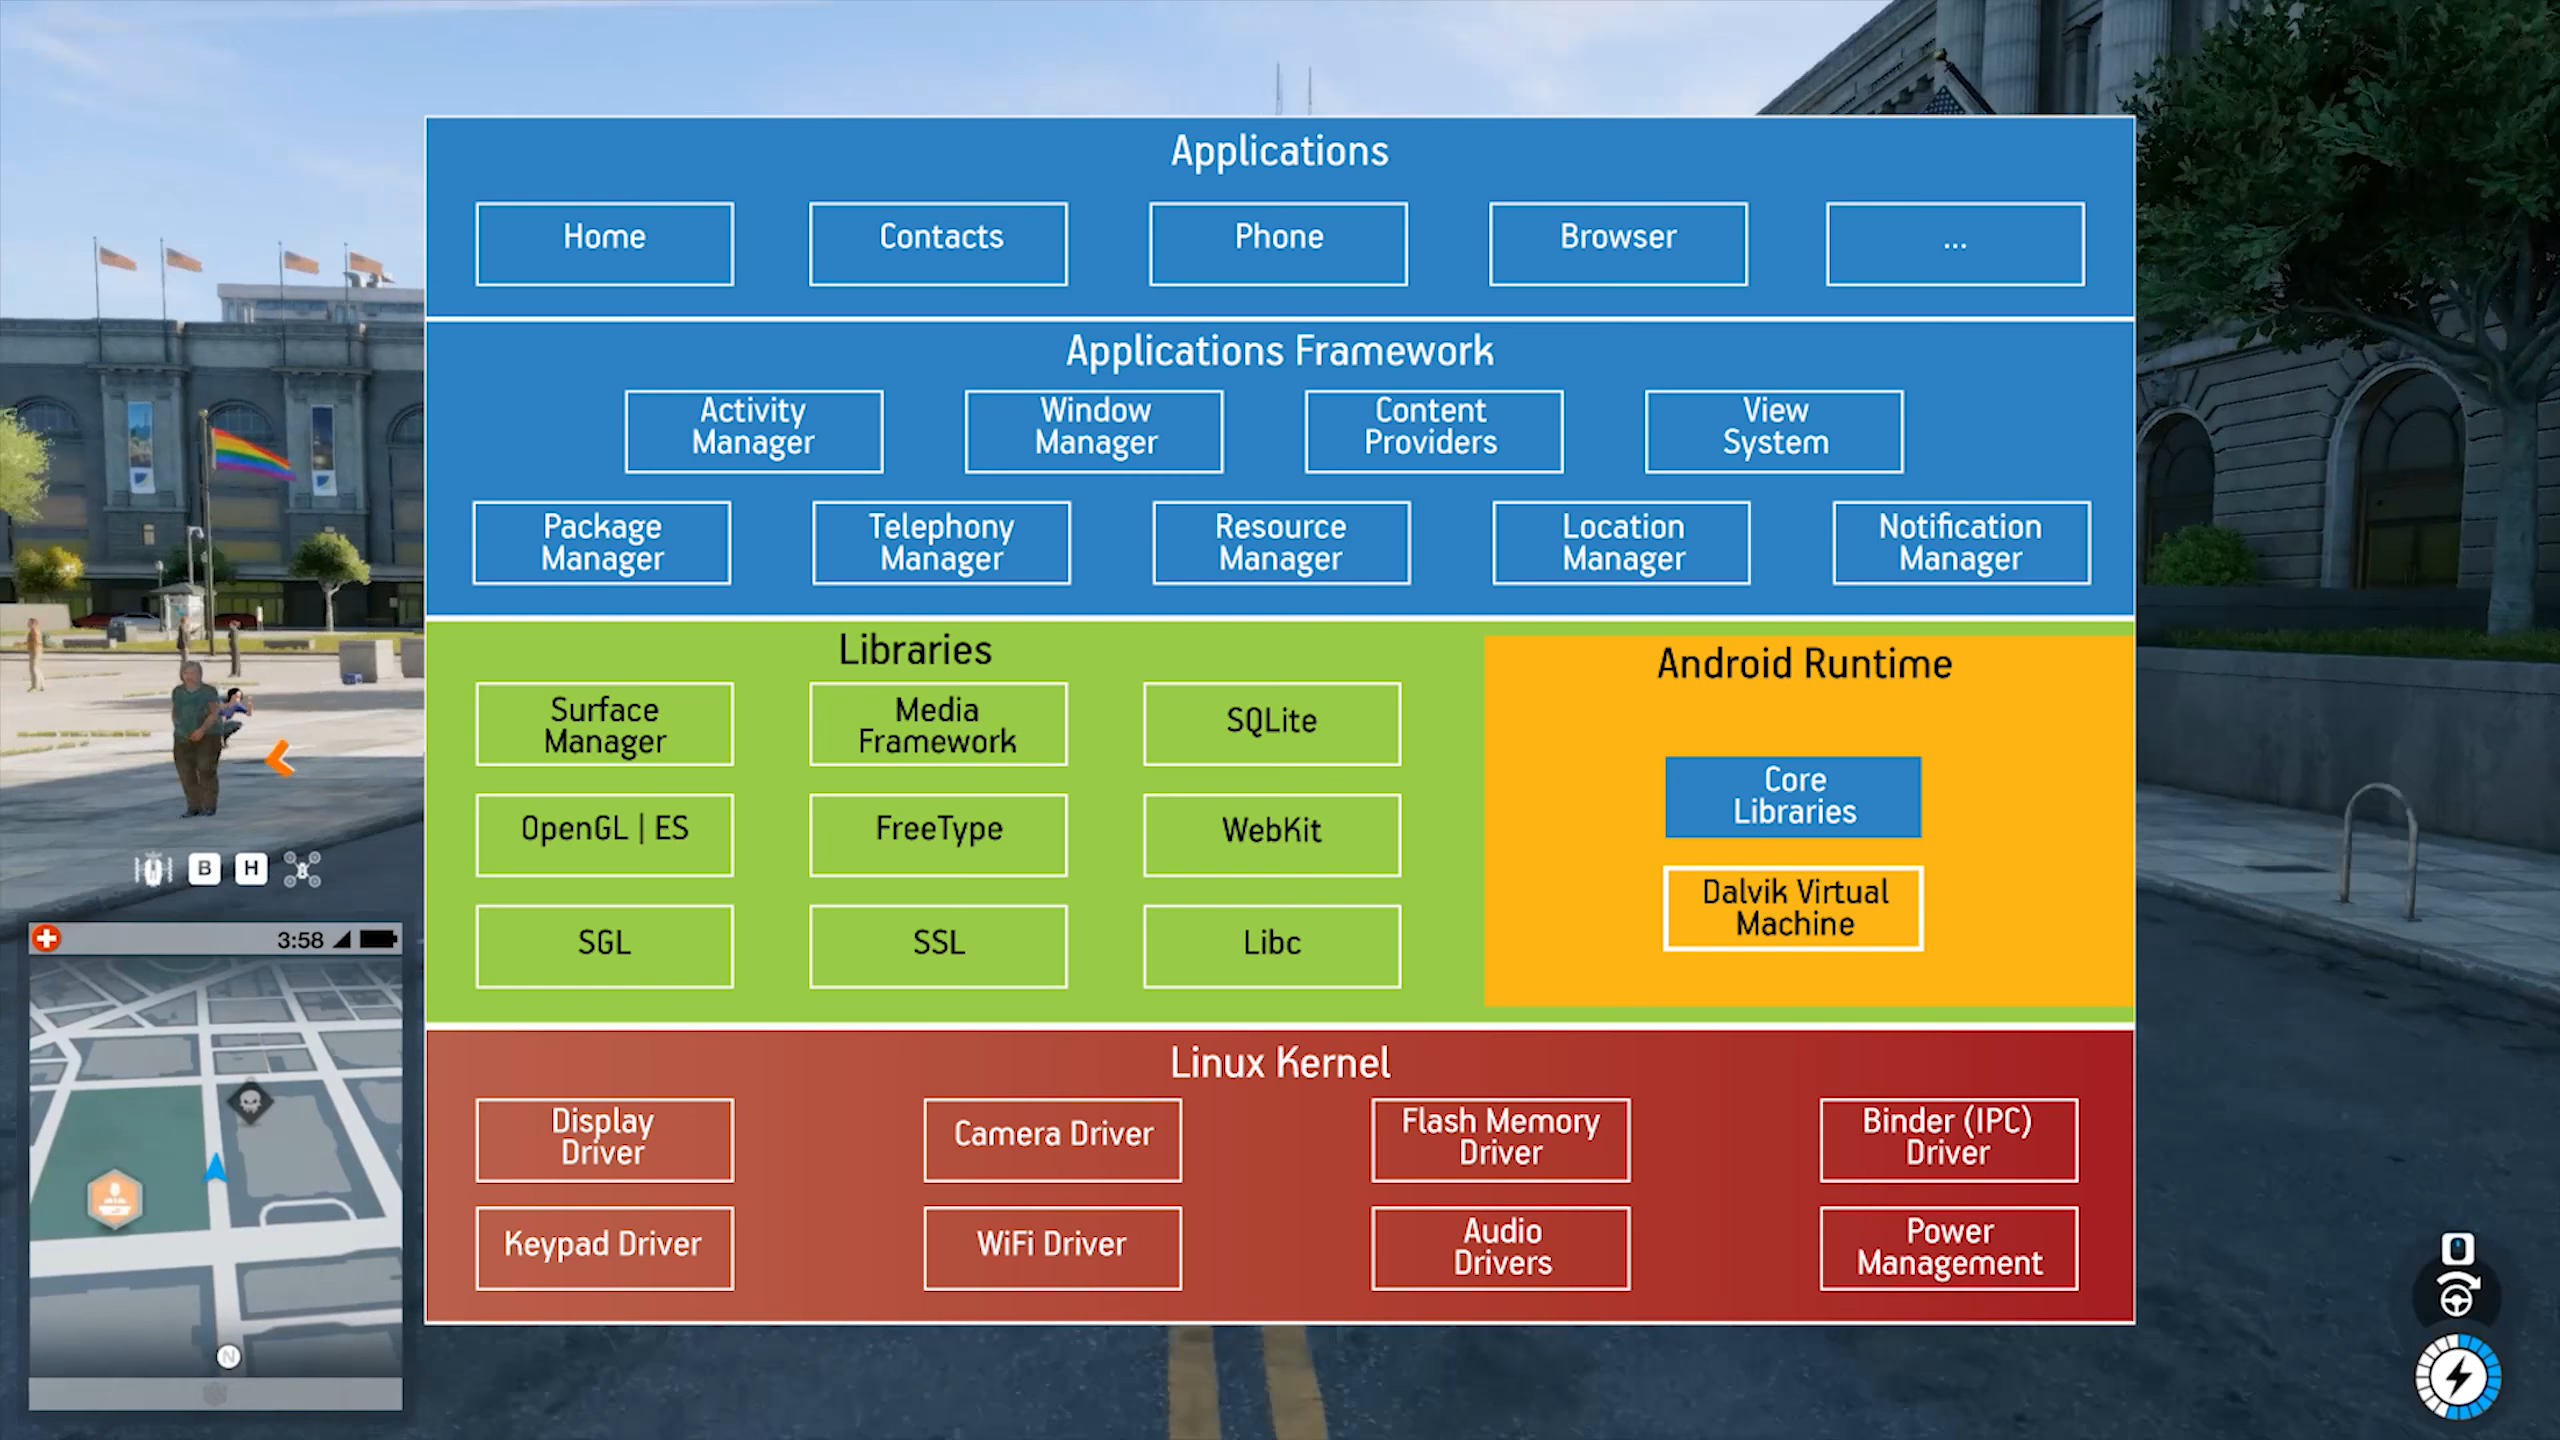 Applications
Home
Contacts
Phone
Browser
...
Applications Framework
Activity
Manager
Window
Manager
Content
Providers
View
System
Package
Manager
Telephony
Manager
Resource
Manager
Location
Manager
Notification
Manager
Libraries
Surface
Manager
Media
Framework
SQLite
OpenGL | ES
FreeType
WebKit
SGL
SSL
Libc
Android Runtime
Core
Libraries
Dalvik Virtual
Machine
Linux Kernel
Display
Driver
Camera Driver
Flash Memory
Driver
Binder (IPC)
Driver
Keypad Driver
WiFi Driver
Audio
Drivers
Power
Management
B
H
3:58
N